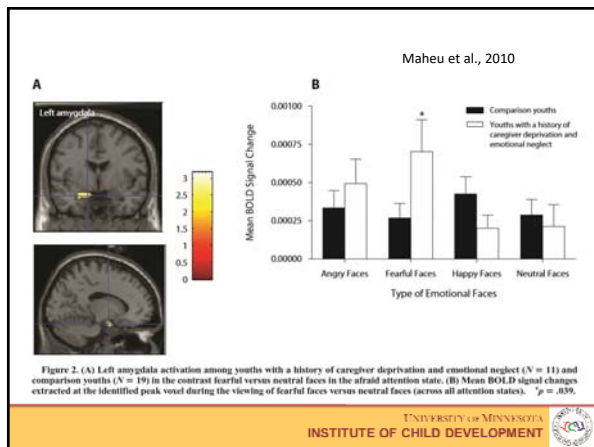 Maheu et al., 2010
A
Left amygdala
3
2.5
2
1.5
1
0.5
0
B
Mean BOLD Signal Change
0.00100
0.00075
0.00050
0.00025
0.00000
*
Comparison youths
Youths with a history
of caregiver deprivation and
emotional neglect
Angry Faces Fearful Faces Happy Faces Neutral Faces
Type of Emotional Faces
Figure 2. (A) Left amygdala activation among youths with a history of caregiver deprivation and emotional neglect (N = 11) and
comparison youths (N = 19) in the contrast fearful versus neutral faces in the afraid attention state. (B) Mean BOLD signal changes
extracted at the identified peak voxel during the viewing of fearful faces versus neutral faces (across all attention states). *p = .039.
UNIVERSITY OF MINNESOTA
INSTITUTE OF CHILD DEVELOPMENT